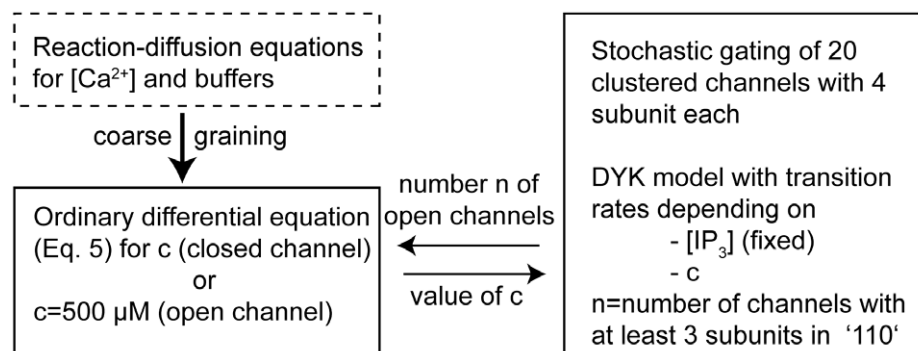 Reaction-diffusion equations
for [Ca²⁺] and buffers
coarse graining
Ordinary differential equation
(Eq. 5) for c (closed channel)
or
c=500 µM (open channel)
number n of
open channels
value of c
Stochastic gating of 20
clustered channels with 4
subunit each
DYK model with transition
rates depending on
- [IP₃] (fixed)
- c
n=number of channels with
at least 3 subunits in ‘110‘